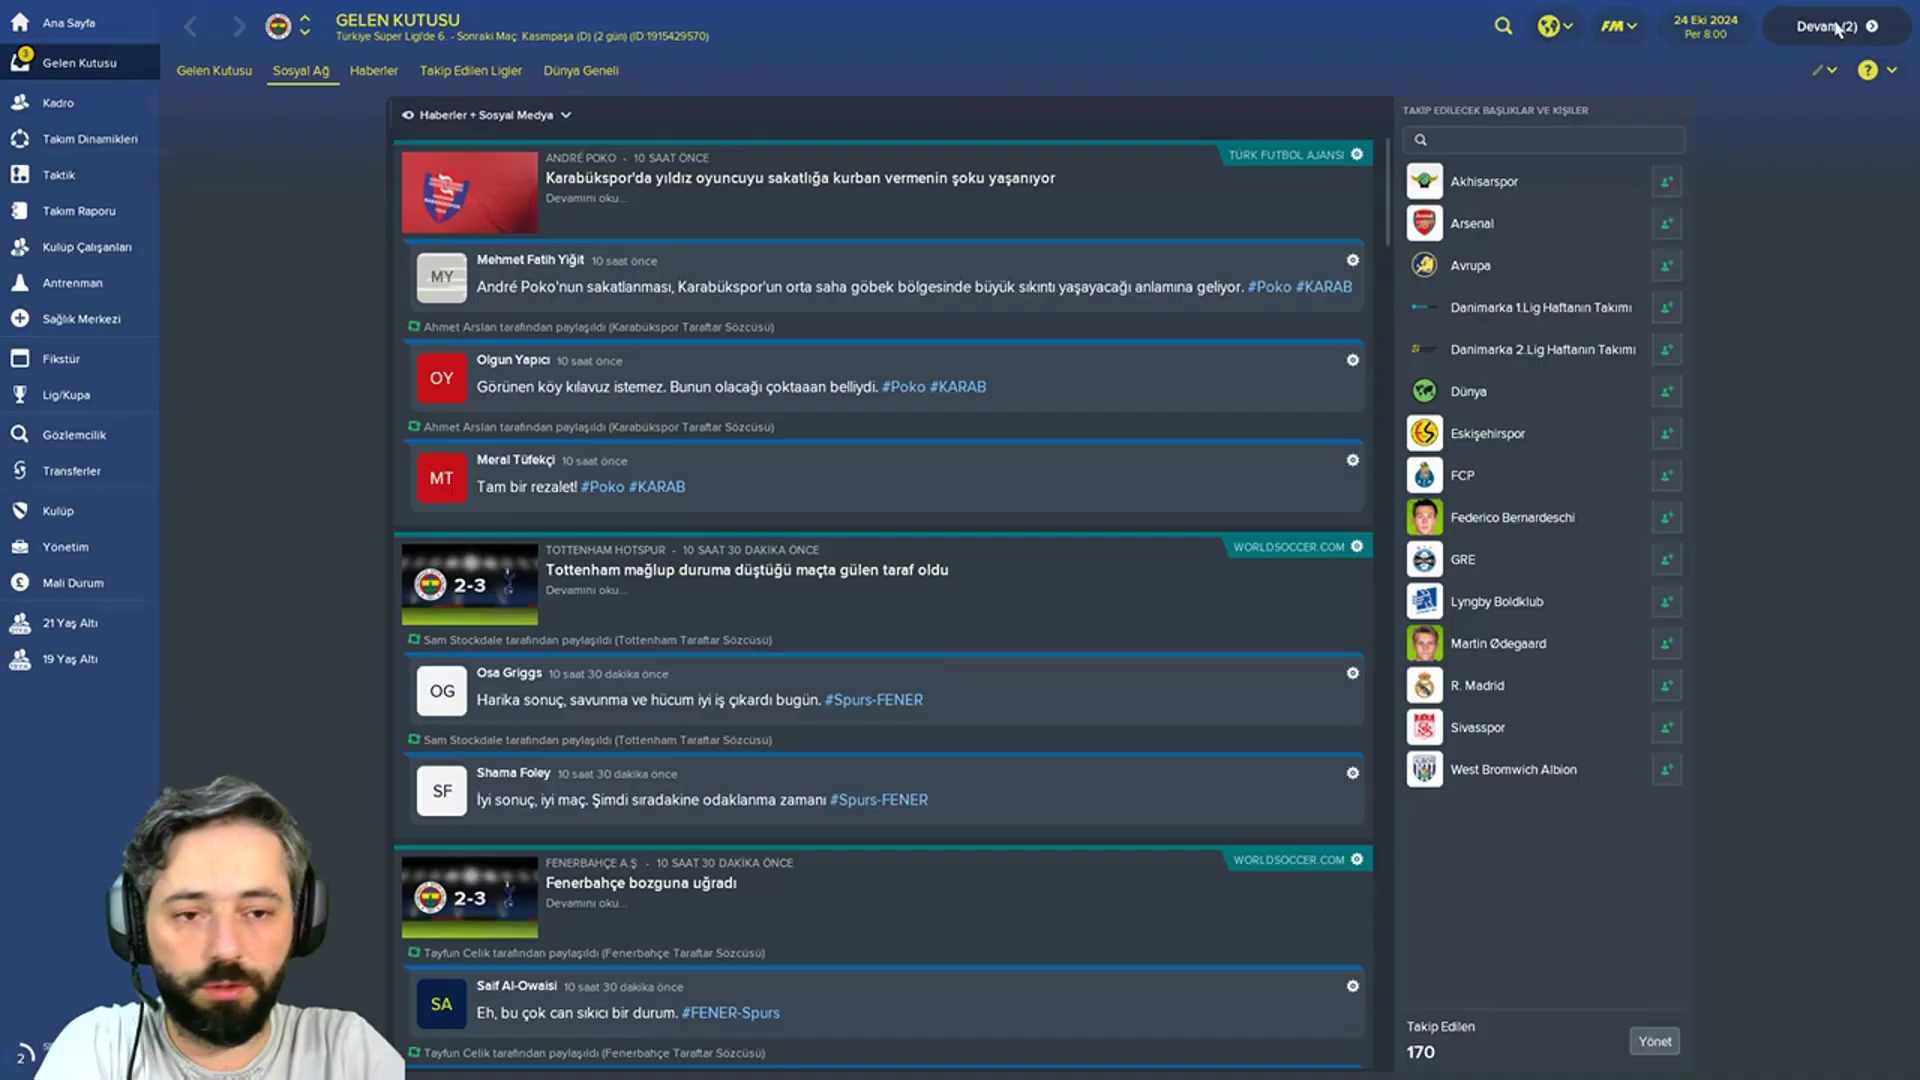 Ana Sayfa
3
Gelen Kutusu
Kadro
Takım Dinamikleri
Taktik
Takım Raporu
Kulüp Çalışanları
Antrenman
Sağlık Merkezi
Fikstür
Lig/Kupa
Gözlemcilik
Transferler
Kulüp
Yönetim
Mali Durum
21 Yaş Altı
19 Yaş Altı
2
GELEN KUTUSU
Türkiye Süper Ligi'de 6. - Sonraki Maç: Kasımpaşa (D) (2 gün) (ID:1915429570)
FM
24 Eki 2024
Per 8:00
Devam (2)
Gelen Kutusu
Sosyal Ağ
Haberler
Takip Edilen Ligler
Dünya Geneli
?
Haberler + Sosyal Medya
ANDRÉ POKO - 10 SAAT ÖNCE
TÜRK FUTBOL AJANSI
Karabükspor'da yıldız oyuncuyu sakatlığa kurban vermenin şoku yaşanıyor
Devamını oku...
MY
Mehmet Fatih Yiğit 10 saat önce
André Poko'nun sakatlanması, Karabükspor'un orta saha göbek bölgesinde büyük sıkıntı yaşayacağı anlamına geliyor. #Poko #KARAB
Ahmet Arslan tarafından paylaşıldı (Karabükspor Taraftar Sözcüsü)
OY
Olgun Yapıcı 10 saat önce
Görünen köy kılavuz istemez. Bunun olacağı çoktaaan belliydi. #Poko #KARAB
Ahmet Arslan tarafından paylaşıldı (Karabükspor Taraftar Sözcüsü)
MT
Meral Tüfekçi 10 saat önce
Tam bir rezalet! #Poko #KARAB
TOTTENHAM HOTSPUR - 10 SAAT 30 DAKİKA ÖNCE
WORLDSOCCER.COM
2-3
Tottenham mağlup duruma düştüğü maçta gülen taraf oldu
Devamını oku...
Sam Stockdale tarafından paylaşıldı (Tottenham Taraftar Sözcüsü)
OG
Osa Griggs 10 saat 30 dakika önce
Harika sonuç, savunma ve hücum iyi iş çıkardı bugün. #Spurs-FENER
Sam Stockdale tarafından paylaşıldı (Tottenham Taraftar Sözcüsü)
SF
Shama Foley 10 saat 30 dakika önce
İyi sonuç, iyi maç. Şimdi sıradakine odaklanma zamanı #Spurs-FENER
FENERBAHÇE A.Ş. - 10 SAAT 30 DAKİKA ÖNCE
WORLDSOCCER.COM
2-3
Fenerbahçe bozguna uğradı
Devamını oku...
Tayfun Celik tarafından paylaşıldı (Fenerbahçe Taraftar Sözcüsü)
SA
Saif Al-Owaisi 10 saat 30 dakika önce
Eh, bu çok can sıkıcı bir durum. #FENER-Spurs
Tayfun Celik tarafından paylaşıldı (Fenerbahçe Taraftar Sözcüsü)
TAKİP EDİLECEK BAŞLIKLAR VE KİŞİLER
Akhisarspor
Arsenal
Avrupa
Danimarka 1.Lig Haftanın Takımı
Danimarka 2.Lig Haftanın Takımı
Dünya
Eskişehirspor
FCP
Federico Bernardeschi
GRE
Lyngby Boldklub
Martin Ødegaard
R. Madrid
Sivasspor
West Bromwich Albion
Takip Edilen
170
Yönet